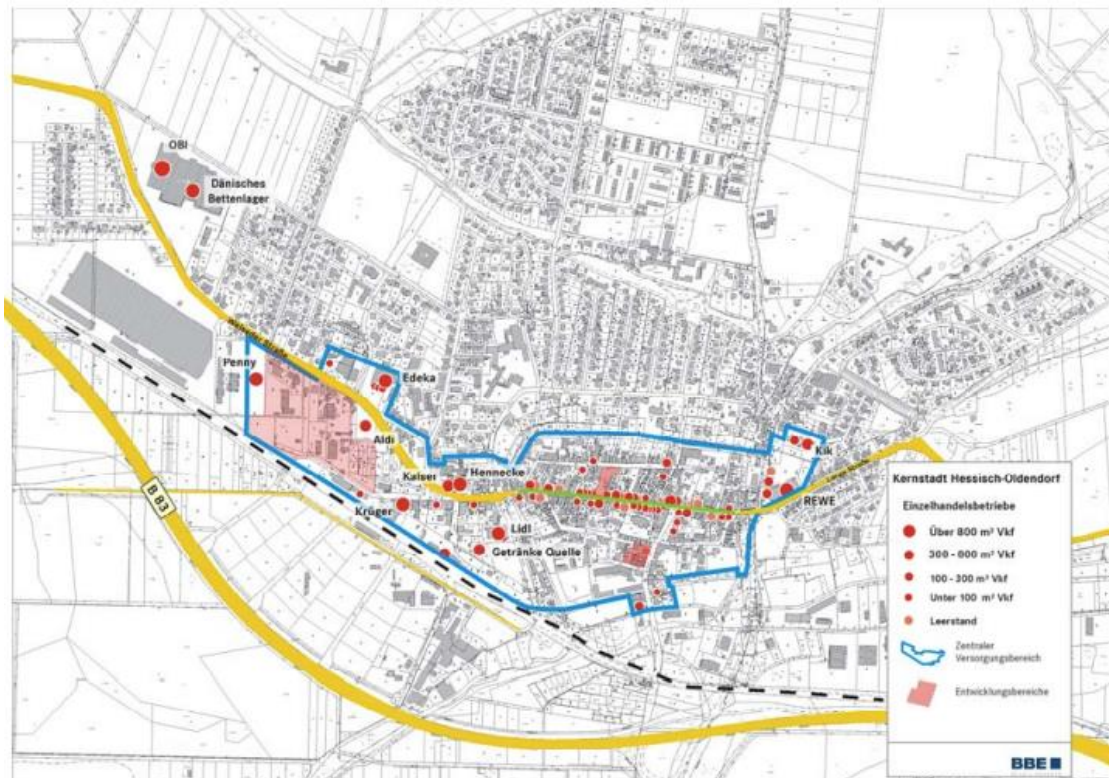 OBI
Dänisches
Bettenlager
Penny
Edeka
Aldi
Kaiser
Hennecke
Kik
Krüger
REWE
Lidl
Getränke Quelle
B 83
Kernstadt Hessisch-Oldendorf
Einzelhandelsbetriebe
Über 800 m² Vkf
300 - 800 m² Vkf
100 - 300 m² Vkf
Unter 100 m² Vkf
Leerstand
Zentraler
Versorgungsbereich
Entwicklungsbereiche
BBE